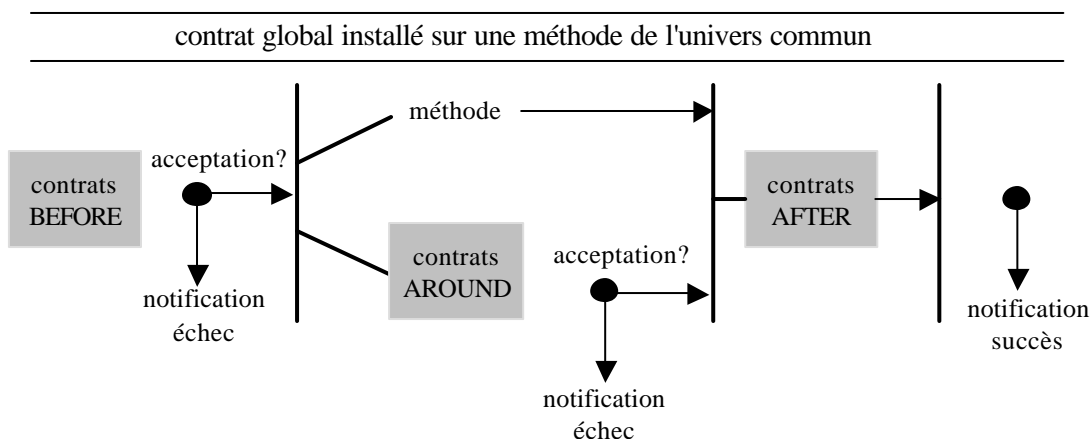 contrat global installé sur une méthode de l'univers commun
méthode
acceptation?
contrats
BEFORE
notification
échec
contrats
AROUND
acceptation?
notification
échec
contrats
AFTER
notification
succès